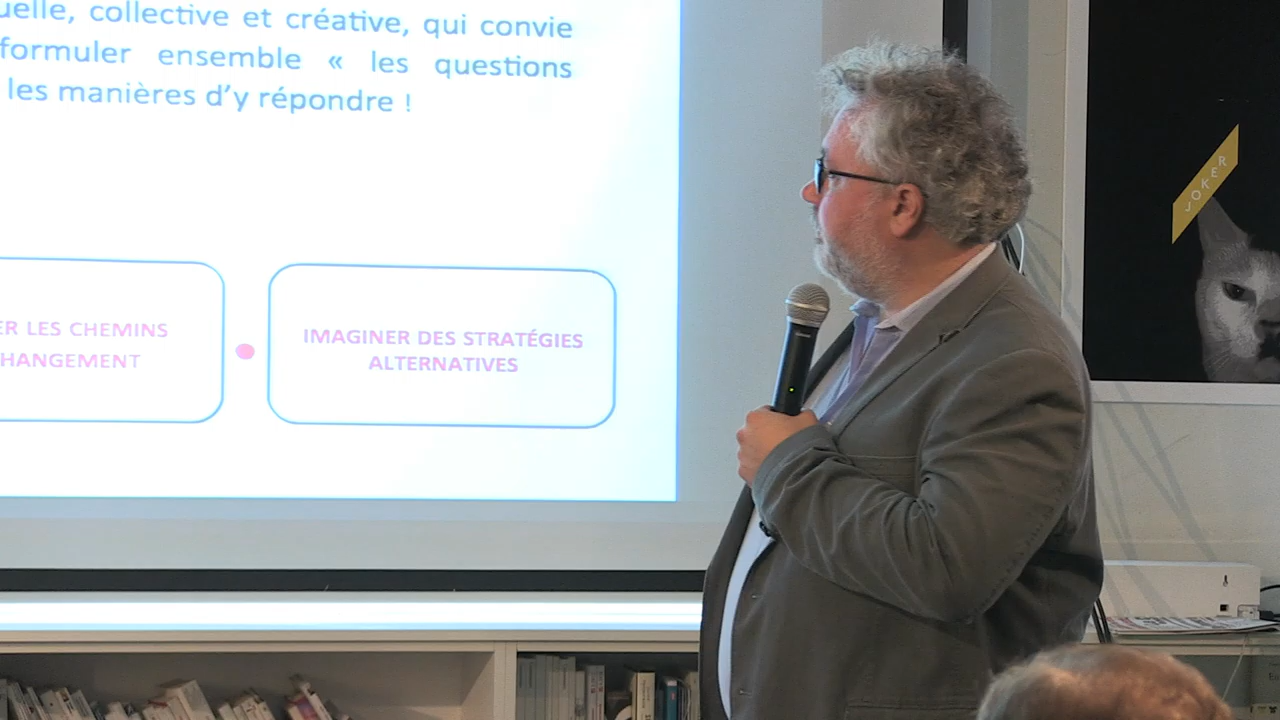 uelle, collective et créative, qui convie
formuler ensemble « les questions
les manières d'y répondre !
ER LES CHEMINS
HANGEMENT
IMAGINER DES STRATÉGIES
ALTERNATIVES
JOKER